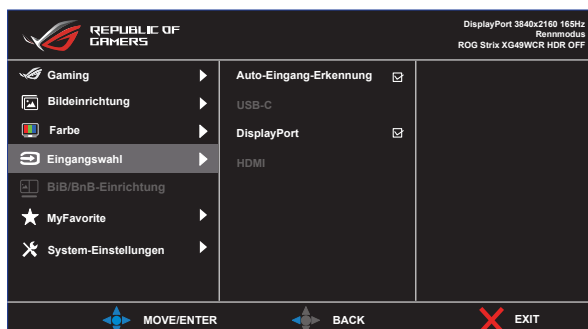 REPUBLIC OF
GAMERS
DisplayPort 3840x2160 165Hz
Rennmodus
ROG Strix XG49WCR HDR OFF
Gaming
Bildeinrichtung
Farbe
Eingangswahl
BiB/BnB-Einrichtung
MyFavorite
System-Einstellungen
Auto-Eingang-Erkennung
USB-C
DisplayPort
HDMI
MOVE/ENTER
BACK
EXIT